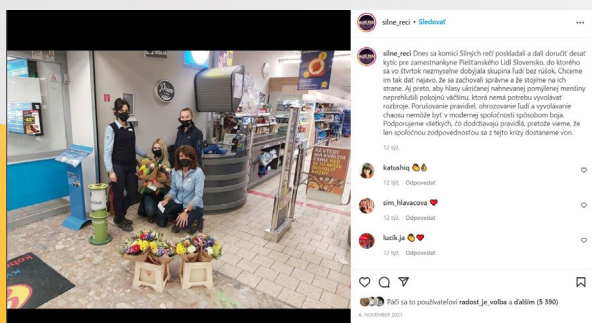 silne_reci • Sledovať
silne_reci Dnes sa komici Silných rečí poskladali a dali doručiť desať
kytíc pre zamestnankyne Piešťanského Lidl Slovensko, do ktorého
sa vo štvrtok nezmyselne dobýjala skupina ľudí bez rúšok. Chceme
im tak dať najavo, že sa zachovali správne a že stojíme na ich
strane. Aj preto, aby hlasy ukričanej nahnevanej pomýlenej menšiny
neprehlušili pokojnú väčšinu, ktorá nemá potrebu vyvolávať
rozbroje. Porušovanie pravidiel, ohrozovanie ľudí a vyvolávanie
chaosu nemôže byť v modernej spoločnosti spôsobom boja.
Podporujeme všetkých, čo dodržiavajú pravidlá, pretože vieme, že
len spoločnou zodpovednosťou sa z tejto krízy dostaneme von.
12 týž.
katushiq 👏👌
12 týž. Odpovedať
sim_hlavacova ❤️
12 týž. Odpovedať
lucik.ja 👏❤️
12 týž. Odpovedať
Páči sa to používateľovi radost_je_volba a ďalším (5 390)
6. NOVEMBER 2021